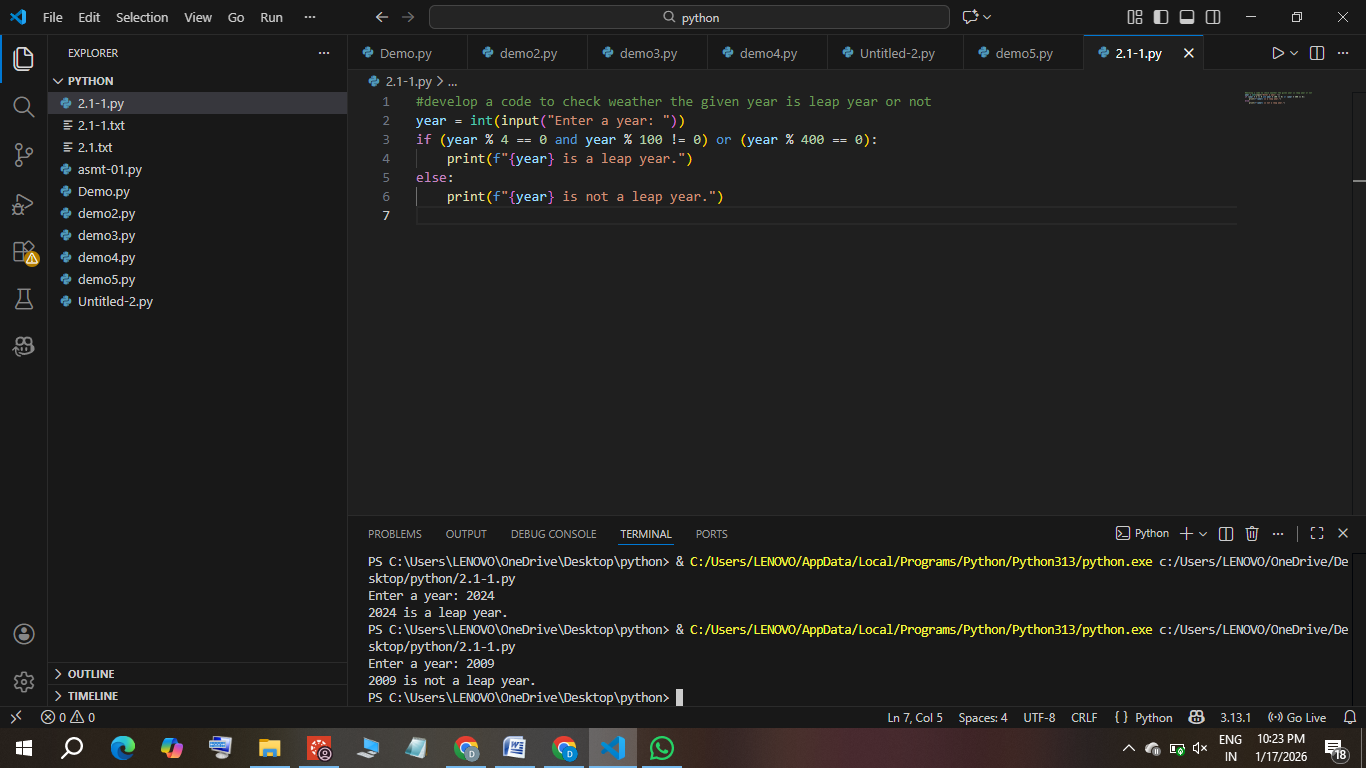 File Edit Selection View Go Run ··· python
EXPLORER ···
PYTHON
2.1-1.py
2.1-1.txt
2.1.txt
asmt-01.py
Demo.py
demo2.py
demo3.py
demo4.py
demo5.py
Untitled-2.py
OUTLINE
TIMELINE
Demo.py demo2.py demo3.py demo4.py Untitled-2.py demo5.py 2.1-1.py
2.1-1.py > ...
1 #develop a code to check weather the given year is leap year or not
2 year = int(input("Enter a year: "))
3 if (year % 4 == 0 and year % 100 != 0) or (year % 400 == 0):
4     print(f"{year} is a leap year.")
5 else:
6     print(f"{year} is not a leap year.")
7
PROBLEMS OUTPUT DEBUG CONSOLE TERMINAL PORTS Python
PS C:\Users\LENOVO\OneDrive\Desktop\python> & C:/Users/LENOVO/AppData/Local/Programs/Python/Python313/python.exe c:/Users/LENOVO/OneDrive/De
sktop/python/2.1-1.py
Enter a year: 2024
2024 is a leap year.
PS C:\Users\LENOVO\OneDrive\Desktop\python> & C:/Users/LENOVO/AppData/Local/Programs/Python/Python313/python.exe c:/Users/LENOVO/OneDrive/De
sktop/python/2.1-1.py
Enter a year: 2009
2009 is not a leap year.
PS C:\Users\LENOVO\OneDrive\Desktop\python>
0 0 Ln 7, Col 5 Spaces: 4 UTF-8 CRLF {} Python 3.13.1 Go Live
ENG 10:23 PM
IN 1/17/2026 18